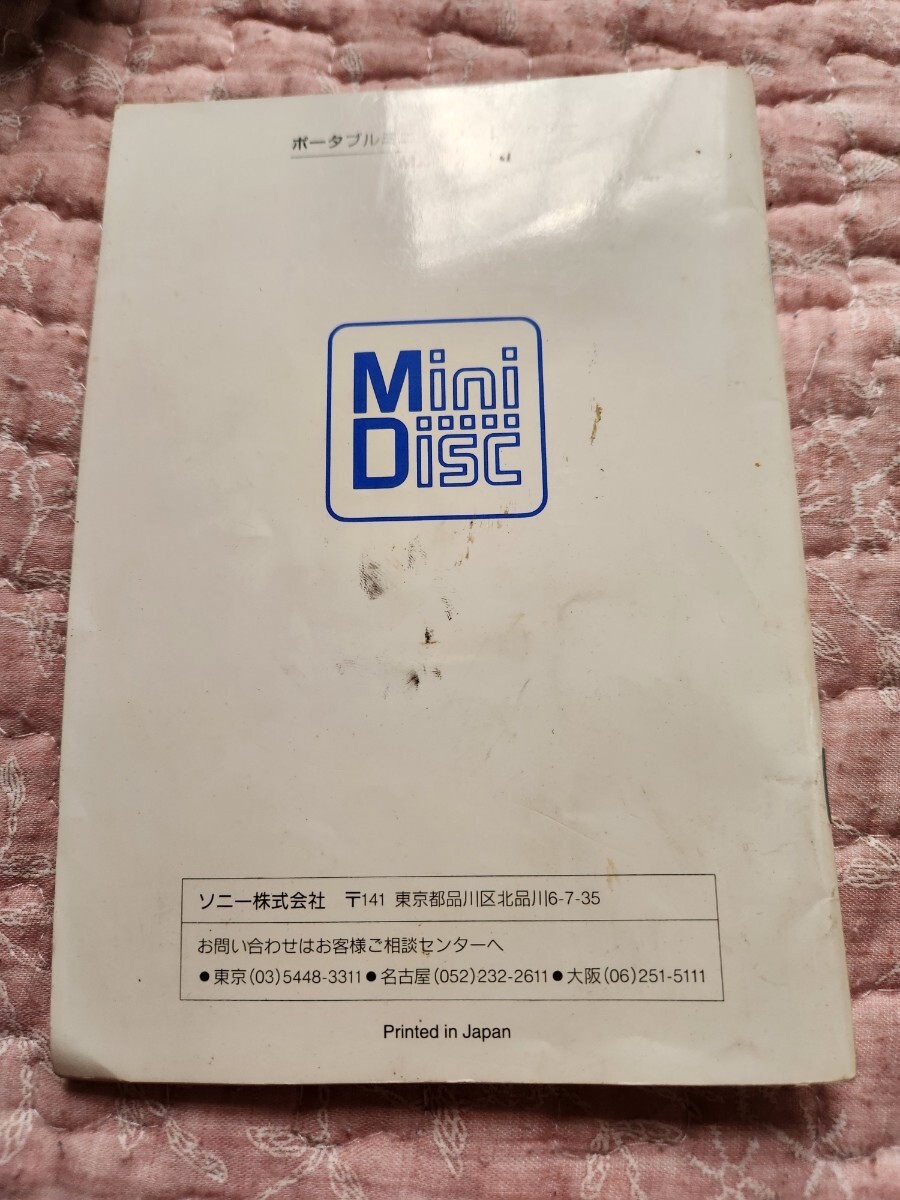 ポータブルミニ
Mini
Disc
ソニー株式会社 〒141 東京都品川区北品川6-7-35
お問い合わせはお客様ご相談センターへ
●東京(03)5448-3311●名古屋(052)232-2611●大阪(06)251-5111
Printed in Japan